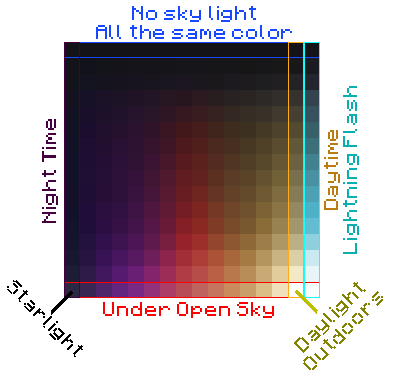 No sky light
All the same color
Night Time
Daytime
Lightning Flash
Starlight
Under Open Sky
Daylight
Outdoors